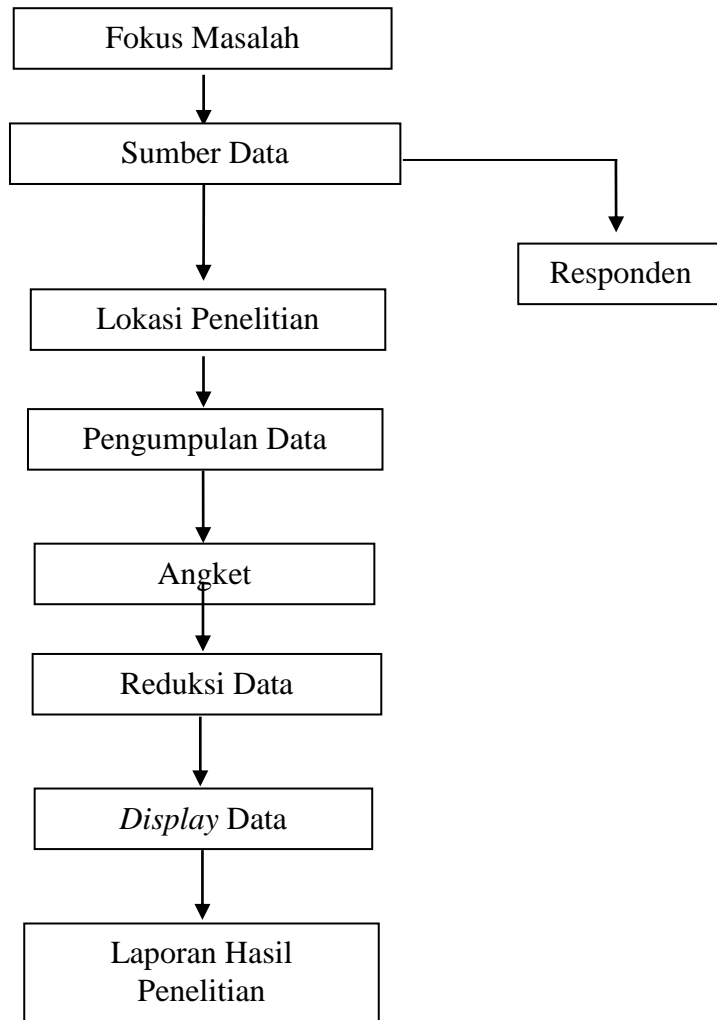 Fokus Masalah
Sumber Data
Responden
Lokasi Penelitian
Pengumpulan Data
Angket
Reduksi Data
Display Data
Laporan Hasil
Penelitian